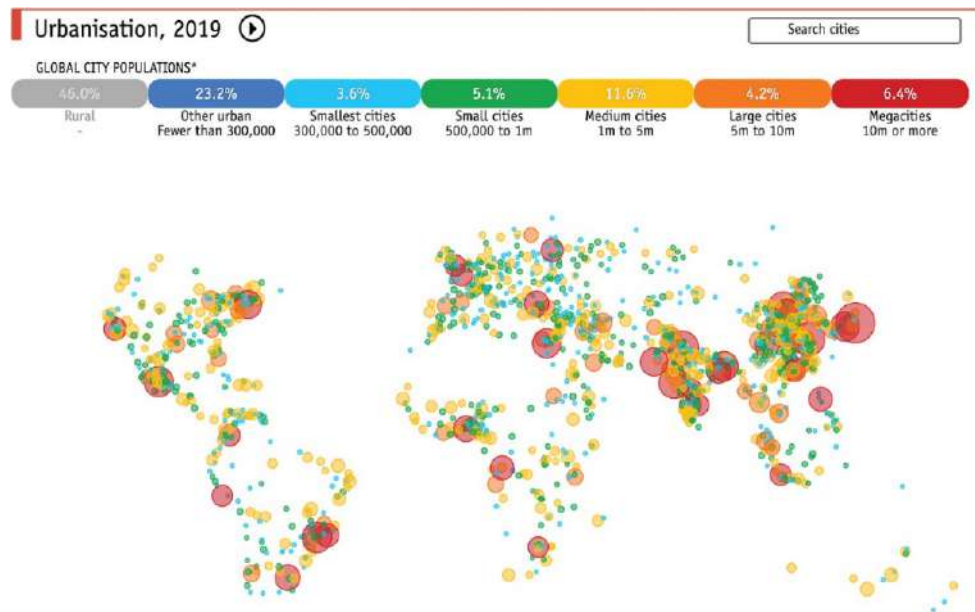 Urbanisation, 2019
Search cities
GLOBAL CITY POPULATIONS*
46.0% 23.2% 3.6% 5.1% 11.6% 4.2% 6.4%
Rural Other urban Smallest cities Small cities Medium cities Large cities Megacities
- Fewer than 300,000 300,000 to 500,000 500,000 to 1m 1m to 5m 5m to 10m 10m or more